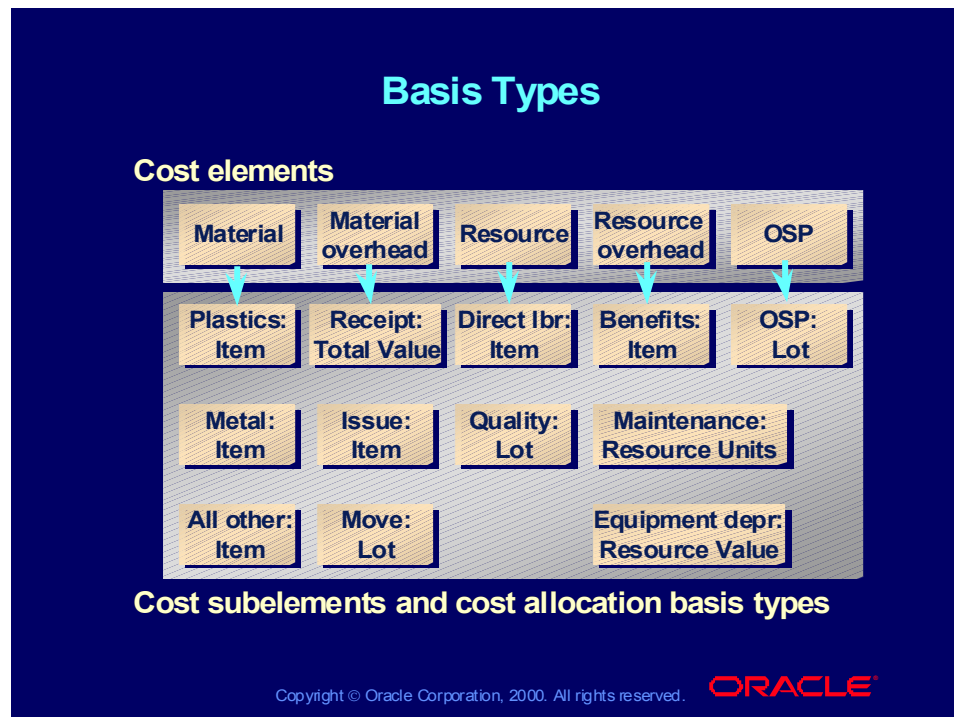 Basis Types
Cost elements
Material
Material
overhead
Resource
Resource
overhead
OSP
Plastics:
Item
Receipt:
Total Value
Direct lbr:
Item
Benefits:
Item
OSP:
Lot
Metal:
Item
Issue:
Item
Quality:
Lot
Maintenance:
Resource Units
All other:
Item
Move:
Lot
Equipment depr:
Resource Value
Cost subelements and cost allocation basis types
Copyright © Oracle Corporation, 2000. All rights reserved.
ORACLE®